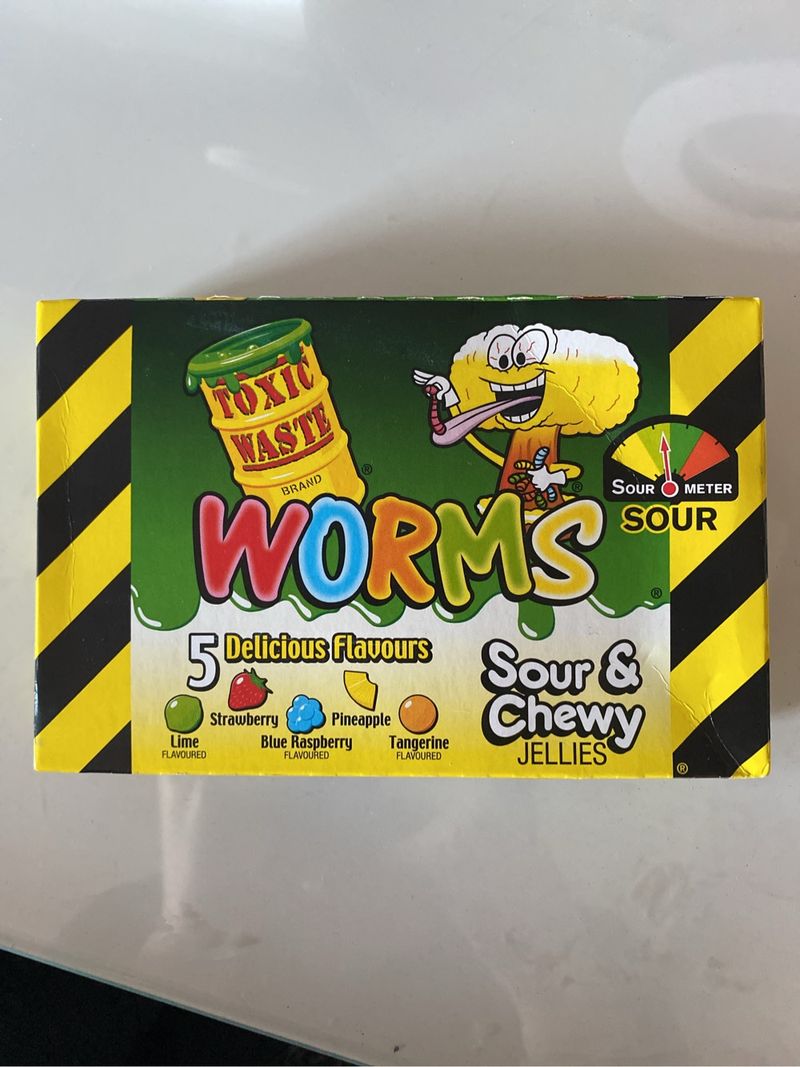 TOXIC
WASTE
BRAND
®
WORMS
®
®
SOUR METER
SOUR
5 Delicious Flavours
Strawberry
Pineapple
Lime
FLAVOURED
Blue Raspberry
FLAVOURED
Tangerine
FLAVOURED
Sour &
Chewy
JELLIES
®